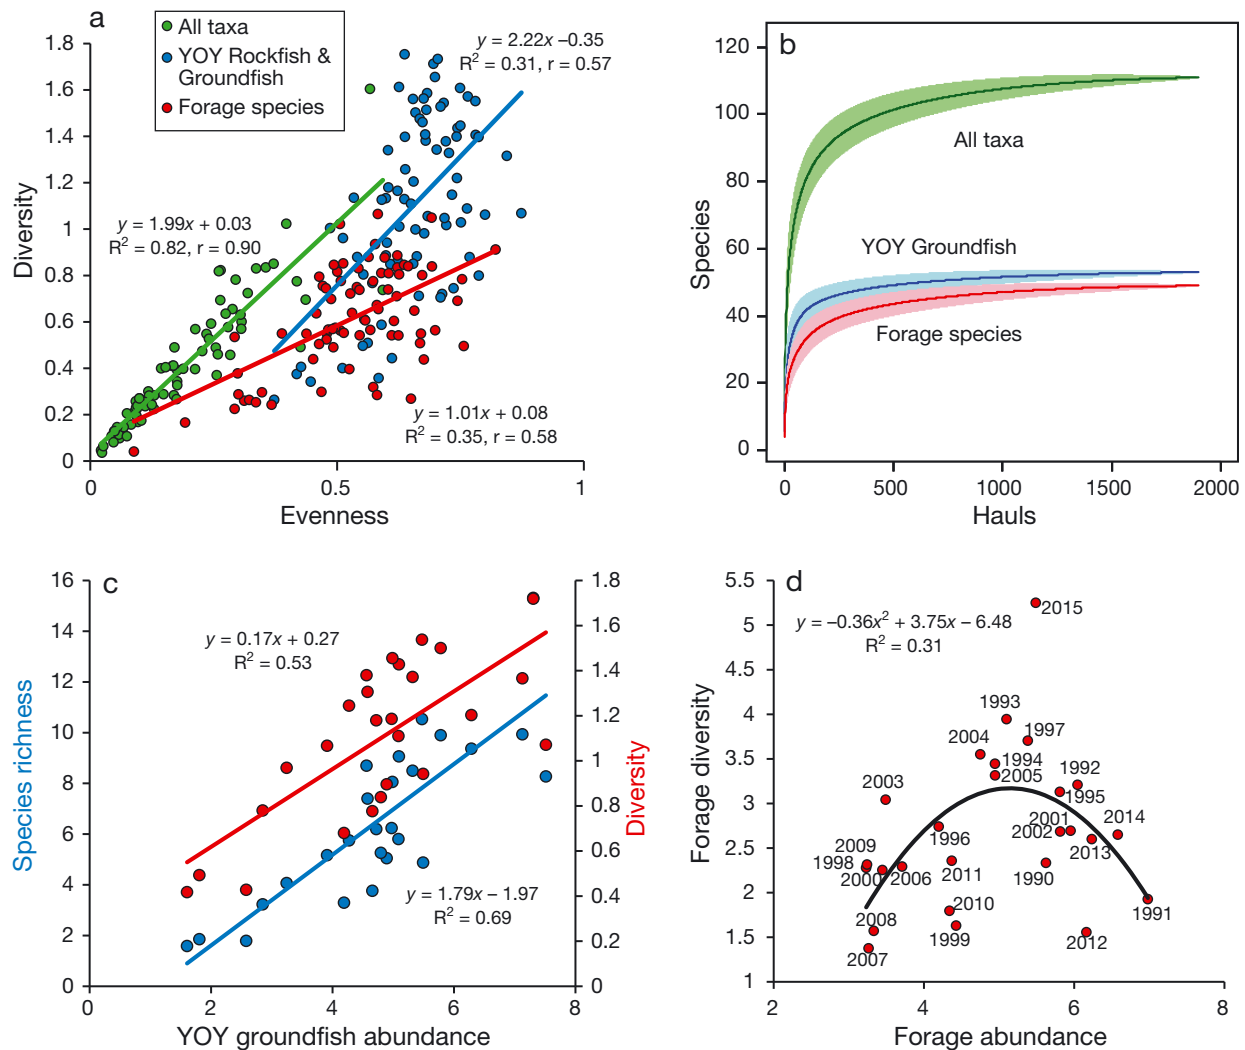 a
All taxa
YOY Rockfish &
Groundfish
Forage species
y = 2.22x –0.35
R² = 0.31, r = 0.57
y = 1.99x + 0.03
R² = 0.82, r = 0.90
y = 1.01x + 0.08
R² = 0.35, r = 0.58
1.8
1.6
1.4
1.2
1
0.8
0.6
0.4
0.2
0
Diversity
0
0.5
1
Evenness
b
120
100
80
60
40
20
0
Species
All taxa
YOY Groundfish
Forage species
0
500
1000
1500
2000
Hauls
c
16
14
12
10
8
6
4
2
0
Species richness
y = 0.17x + 0.27
R² = 0.53
y = 1.79x – 1.97
R² = 0.69
1.8
1.6
1.4
1.2
1
0.8
0.6
0.4
0.2
0
Diversity
0
2
4
6
8
YOY groundfish abundance
d
5.5
5
4.5
4
3.5
3
2.5
2
1.5
1
Forage diversity
y = –0.36x² + 3.75x – 6.48
R² = 0.31
2015
1993
1997
2004
1994
2005
1992
1995
2003
2001
2014
2002
1996
2013
2009
1998
2000
2006
2011
1990
2010
1991
2008
1999
2012
2007
2
4
6
8
Forage abundance